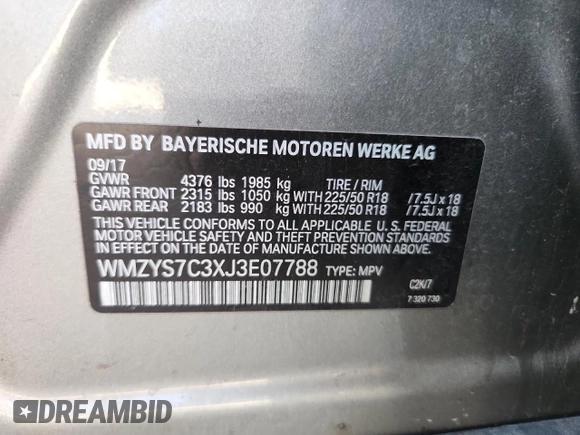 MFD BY BAYERISCHE MOTOREN WERKE AG
09/17
GVWR 4376 lbs 1985 kg TIRE / RIM
GAWR FRONT 2315 lbs 1050 kg WITH 225/50 R18 /7.5J x 18
GAWR REAR 2183 lbs 990 kg WITH 225/50 R18 /7.5J x 18
THIS VEHICLE CONFORMS TO ALL APPLICABLE U. S. FEDERAL
MOTOR VEHICLE SAFETY AND THEFT PREVENTION STANDARDS
IN EFFECT ON THE DATE OF MANUFACTURE SHOWN ABOVE.
WMZYS7C3XJ3E07788 TYPE: MPV
C2K/7
7 320 730
DREAMBID